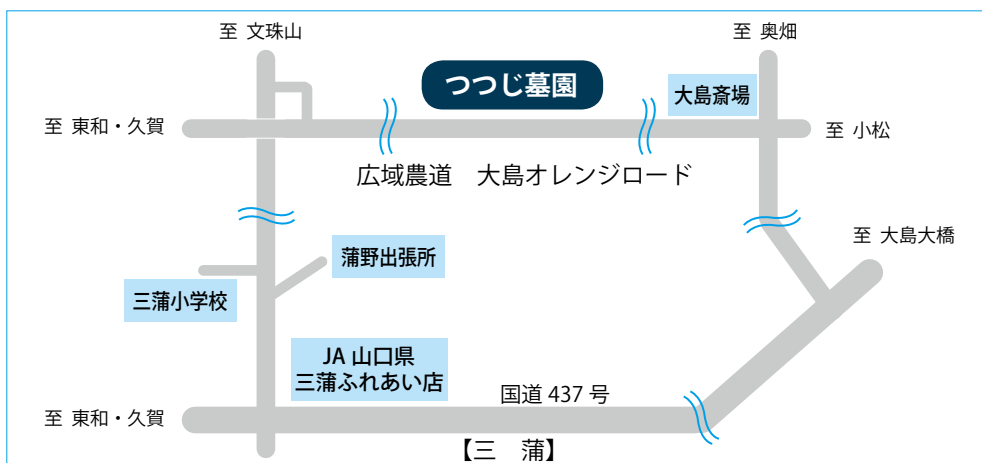 至 文珠山
至 奥畑
つつじ墓園
大島斎場
至 東和・久賀
至 小松
広域農道　大島オレンジロード
至 大島大橋
蒲野出張所
三蒲小学校
JA 山口県
三蒲ふれあい店
国道 437 号
至 東和・久賀
【三　蒲】